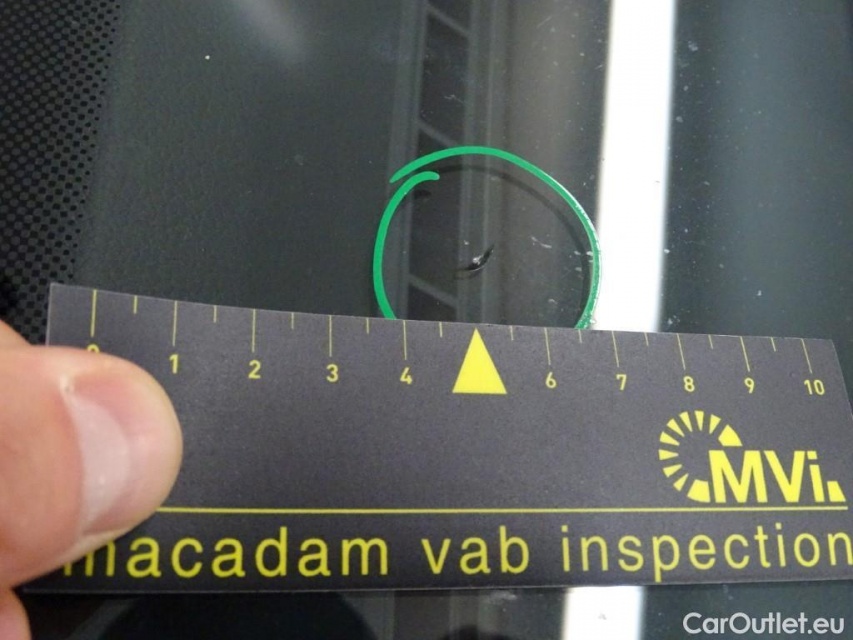 0 1 2 3 4 6 7 8 9 10
MVi
macadam vab inspection
CarOutlet.eu